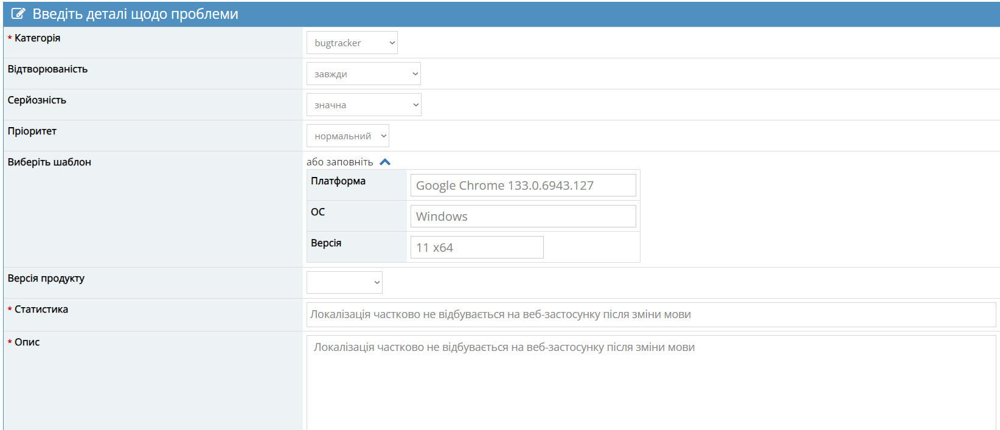 Введіть деталі щодо проблеми
* Категорія
bugtracker
Відтворюваність
завжди
Серйозність
значна
Пріоритет
нормальний
Виберіть шаблон
або заповніть
Платформа
Google Chrome 133.0.6943.127
ОС
Windows
Версія
11 x64
Версія продукту
* Статистика
Локалізація частково не відбувається на веб-застосунку після зміни мови
* Опис
Локалізація частково не відбувається на веб-застосунку після зміни мови